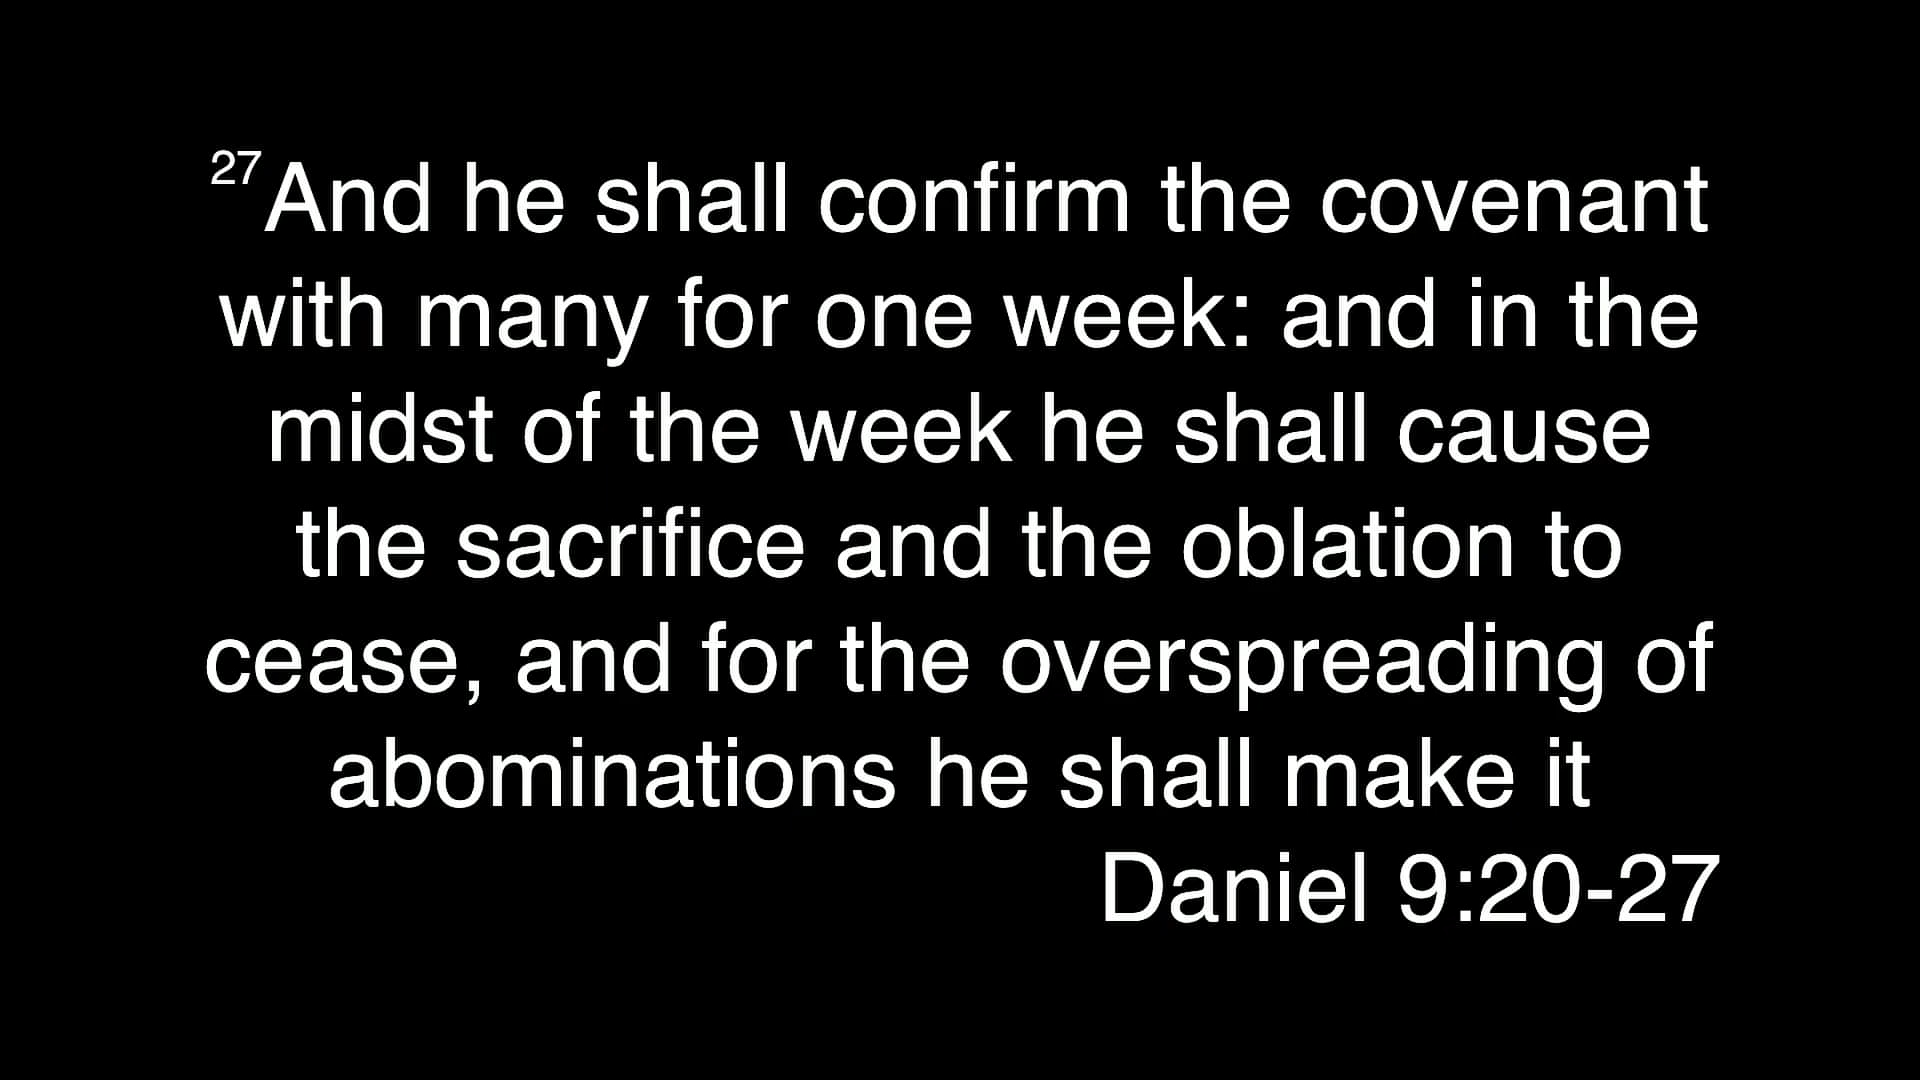 27And he shall confirm the covenant
with many for one week: and in the
midst of the week he shall cause
the sacrifice and the oblation to
cease, and for the overspreading of
abominations he shall make it
Daniel 9:20-27